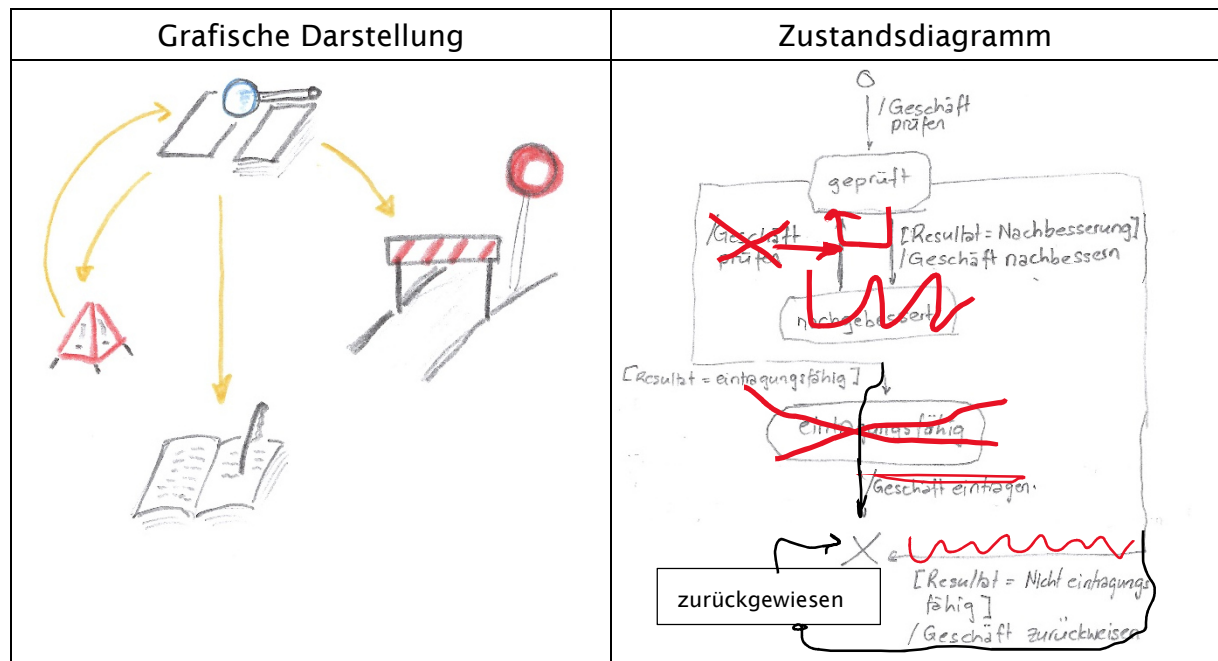 Grafische Darstellung
Zustandsdiagramm
/Geschäft
prüfen
geprüft
/Geschäft
prüfen
[Resultat = Nachbesserung]
/Geschäft nachbessern
nachgebessert
[Resultat = eintragungsfähig]
eintragungsfähig
/Geschäft eintragen.
[Resultat = Nicht eintragungs
fähig]
/Geschäft zurückweisen
zurückgewiesen